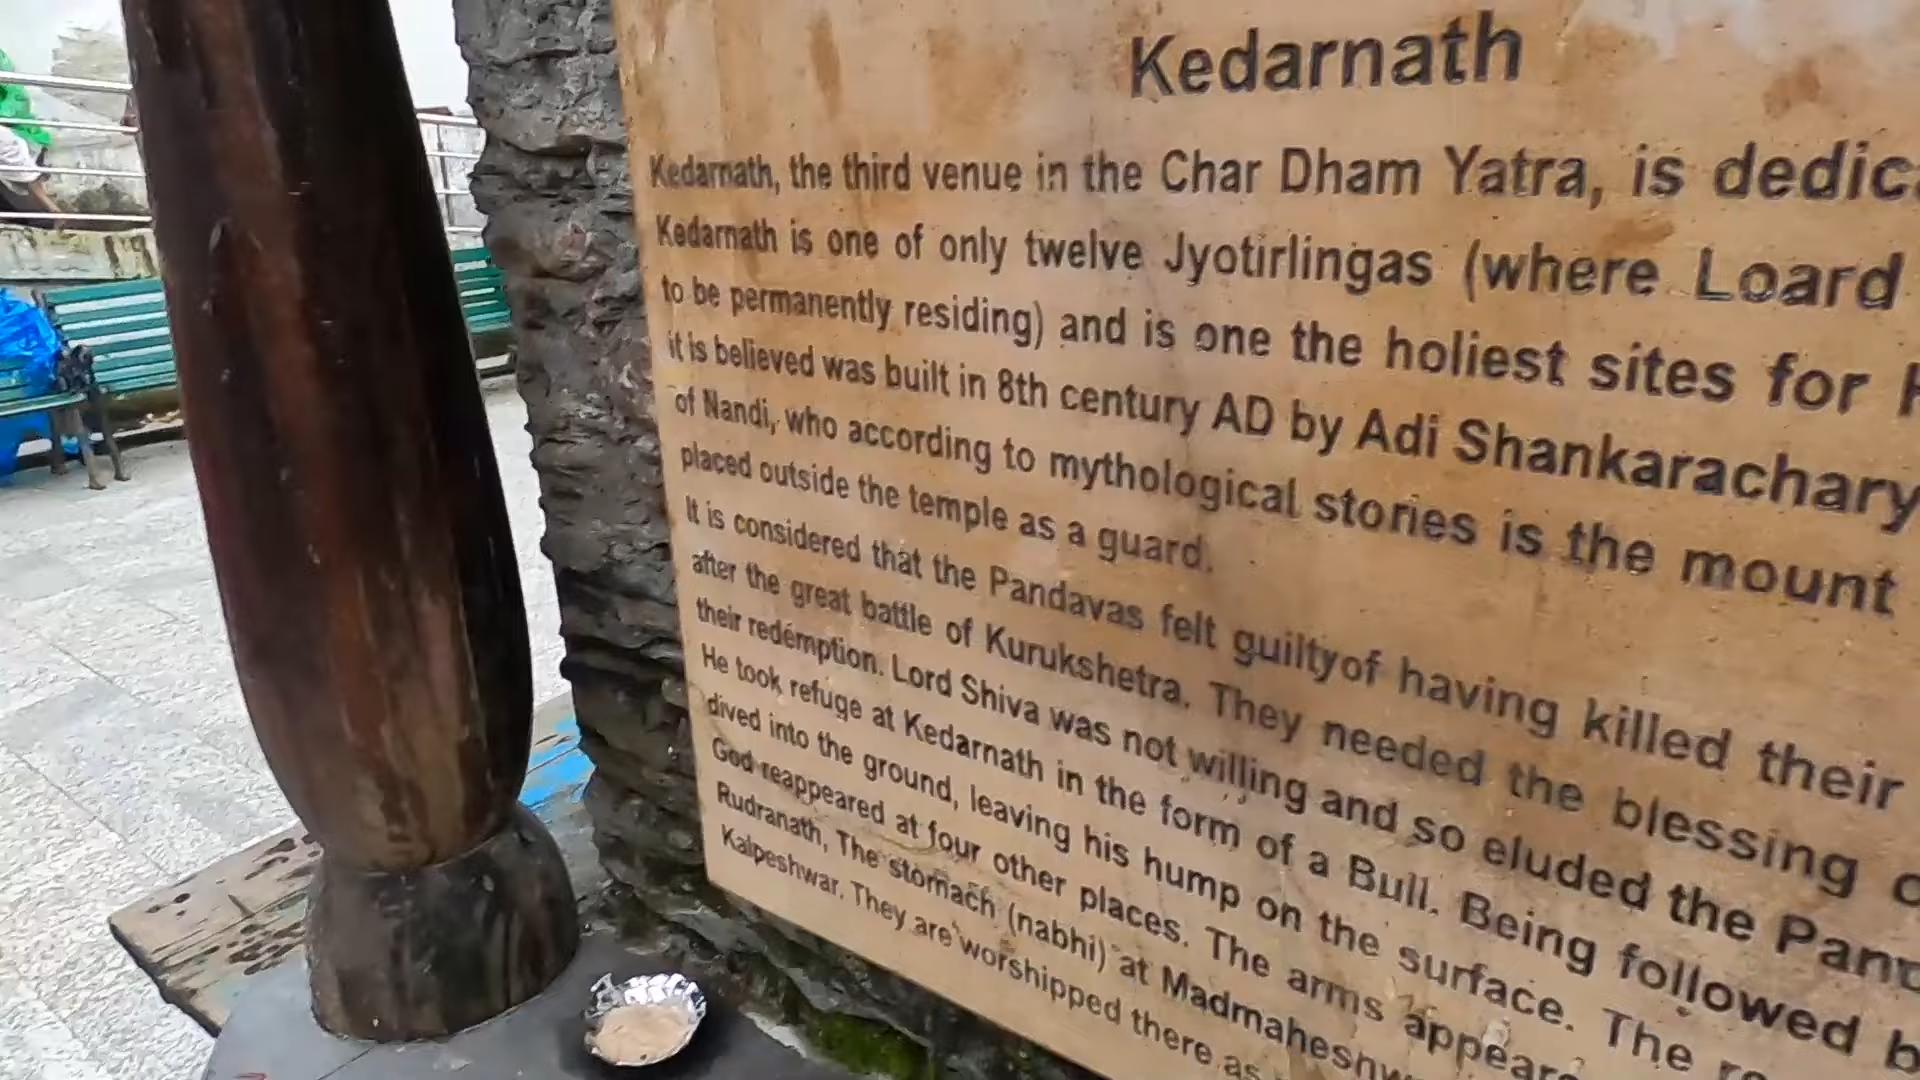 Kedarnath
Kedarnath, the third venue in the Char Dham Yatra, is
Kedarnath is one of only twelve Jyotirlingas (where Loard
to be permanently residing) and is one the holiest sites for
it is believed was built in 8th century AD by Adi Shankarachary
of Nandi, who according to mythological stories is the mount
placed outside the temple as a guard.
It is considered that the Pandavas felt guiltyof having killed their
after the great battle of Kurukshetra. They needed the blessing
their redemption. Lord Shiva was not willing and so eluded the
He took refuge at Kedarnath in the form of a Bull. Being followed
dived into the ground, leaving his hump on the surface. The
God reappeared at four other places. The arms
Rudranath, The stomach (nabhi) at
Kalpeshwar. They are worshipped there as